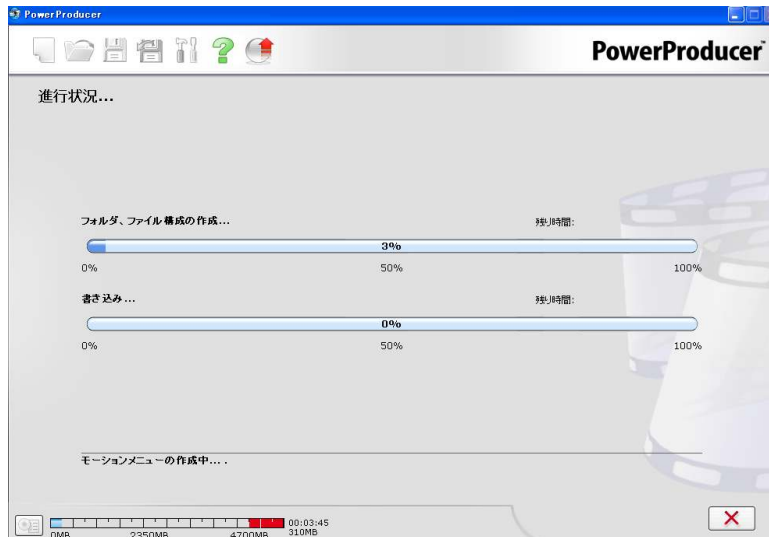 PowerProducer
PowerProducer™
進行状況...
フォルダ、ファイル構成の作成... 残り時間:
3%
0% 50% 100%
書き込み... 残り時間:
0%
0% 50% 100%
モーションメニューの作成中....
00:03:45
0MB 2350MB 4700MB 310MB